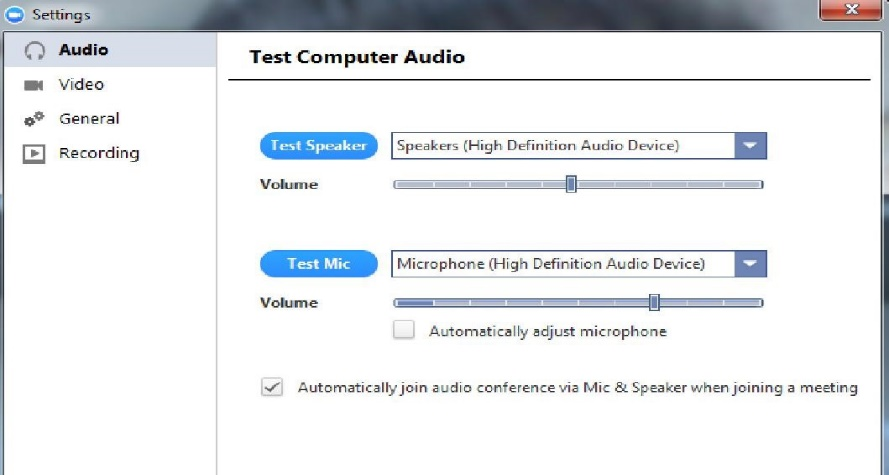 Settings
Audio
Video
General
Recording
Test Computer Audio
Test Speaker
Speakers (High Definition Audio Device)
Volume
Test Mic
Microphone (High Definition Audio Device)
Volume
Automatically adjust microphone
Automatically join audio conference via Mic & Speaker when joining a meeting